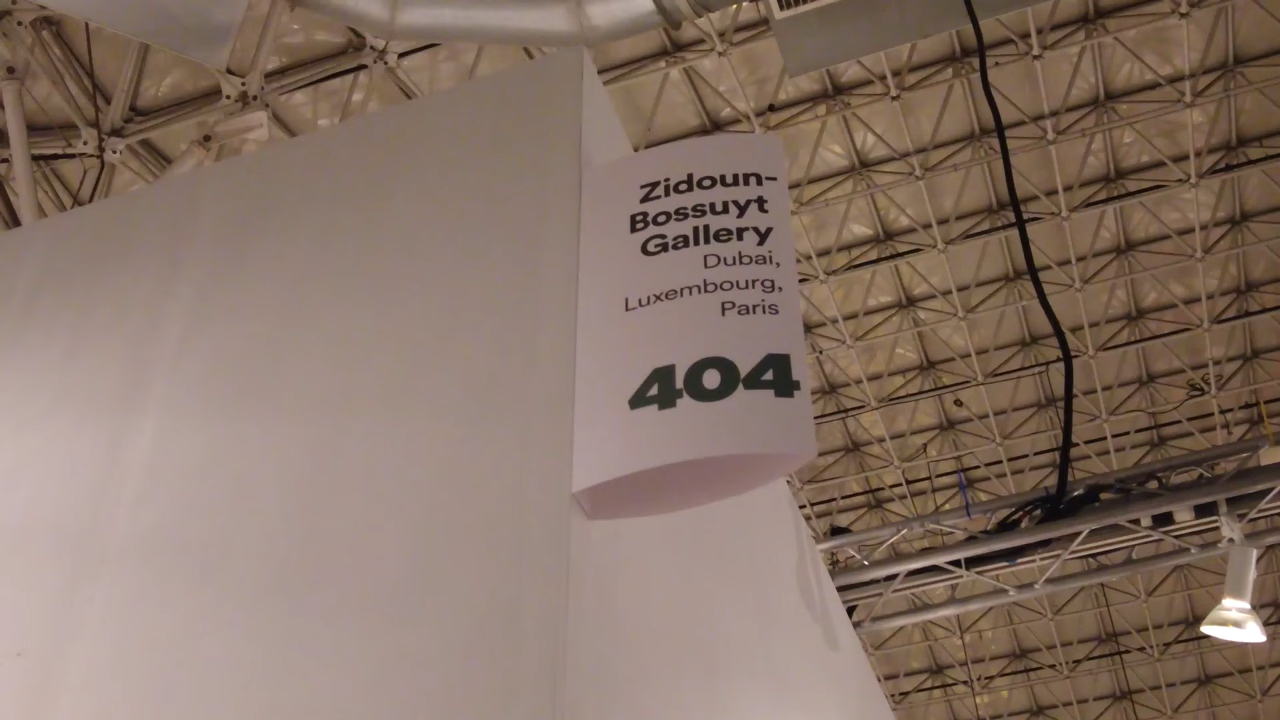 Zidoun-
Bossuyt
Gallery
Dubai,
Luxembourg,
Paris
404